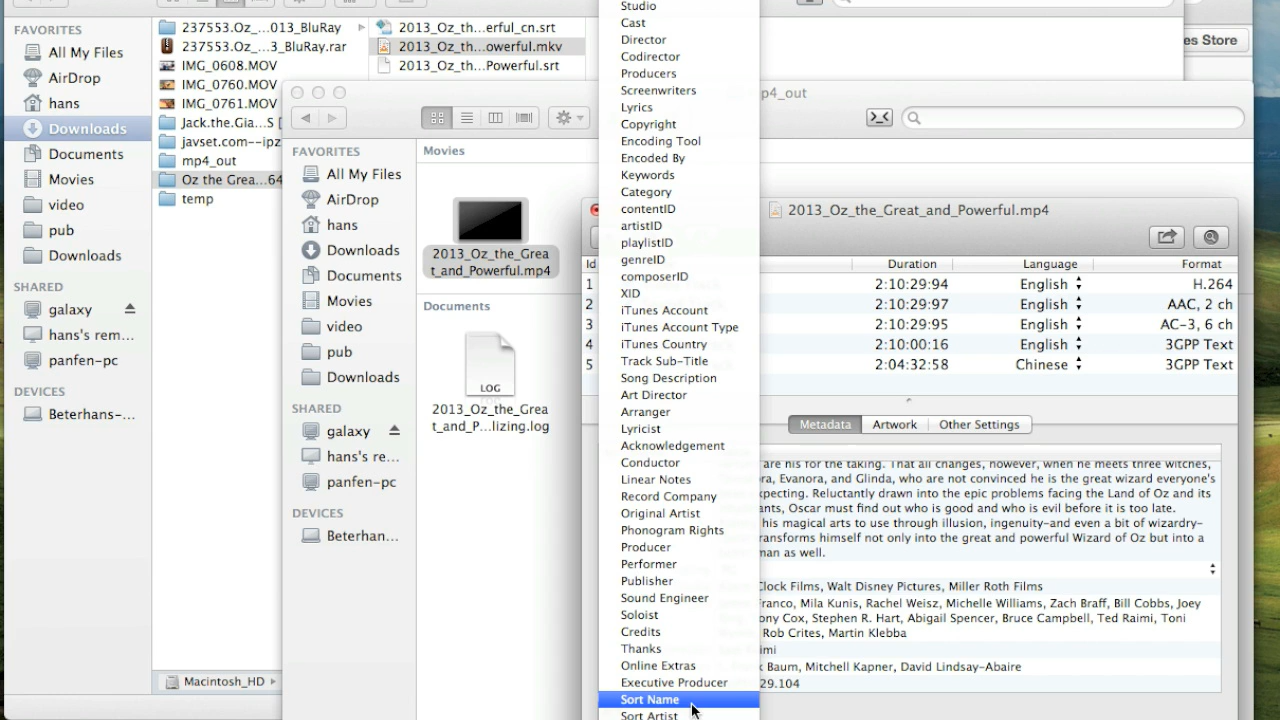 FAVORITES
All My Files
AirDrop
hans
Downloads
Documents
Movies
video
pub
Downloads
SHARED
galaxy
hans's rem...
panfen-pc
DEVICES
Beterhans-...
237553.Oz_...013_BluRay
237553.Oz_...3_BluRay.rar
IMG_0608.MOV
IMG_0760.MOV
IMG_0761.MOV
Jack.the.Gia...S [
javset.com--ipz
mp4_out
Oz the Grea...64
temp
Macintosh_HD
2013_Oz_th...erful_cn.srt
2013_Oz_th...owerful.mkv
2013_Oz_th...Powerful.srt
es Store
p4_out
FAVORITES
All My Files
AirDrop
hans
Downloads
Documents
Movies
video
pub
Downloads
SHARED
galaxy
hans's re...
panfen-pc
DEVICES
Beterhan...
Movies
2013_Oz_the_Grea
t_and_Powerful.mp4
Documents
LOG
2013_Oz_the_Grea
t_and_P...lizing.log
Studio
Cast
Director
Codirector
Producers
Screenwriters
Lyrics
Copyright
Encoding Tool
Encoded By
Keywords
Category
contentID
artistID
playlistID
genreID
composerID
XID
iTunes Account
iTunes Account Type
iTunes Country
Track Sub-Title
Song Description
Art Director
Arranger
Lyricist
Acknowledgement
Conductor
Linear Notes
Record Company
Original Artist
Phonogram Rights
Producer
Performer
Publisher
Sound Engineer
Soloist
Credits
Thanks
Online Extras
Executive Producer
Sort Name
Sort Artist
2013_Oz_the_Great_and_Powerful.mp4
Id Duration Language Format
1 2:10:29:94 English H.264
2 2:10:29:97 English AAC, 2 ch
3 2:10:29:95 English AC-3, 6 ch
4 2:10:00:16 English 3GPP Text
5 2:04:32:58 Chinese 3GPP Text
Metadata Artwork Other Settings
are his for the taking. That all changes, however, when he meets three witches,
ra, Evanora, and Glinda, who are not convinced he is the great wizard everyone's
xpecting. Reluctantly drawn into the epic problems facing the Land of Oz and its
ants, Oscar must find out who is good and who is evil before it is too late.
his magical arts to use through illusion, ingenuity–and even a bit of wizardry–
ransforms himself not only into the great and powerful Wizard of Oz but into a
man as well.
Clock Films, Walt Disney Pictures, Miller Roth Films
Franco, Mila Kunis, Rachel Weisz, Michelle Williams, Zach Braff, Bill Cobbs, Joey
ony Cox, Stephen R. Hart, Abigail Spencer, Bruce Campbell, Ted Raimi, Toni
Rob Crites, Martin Klebba
imi
Baum, Mitchell Kapner, David Lindsay-Abaire
29.104